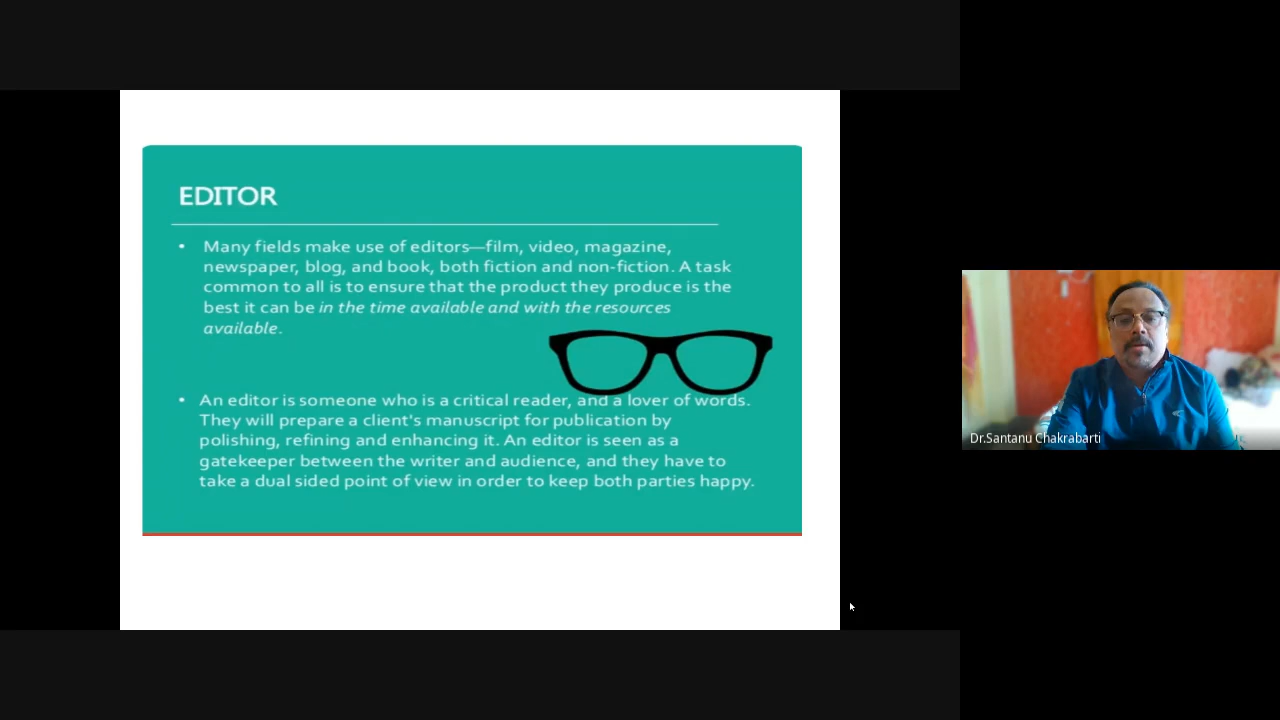 EDITOR
• Many fields make use of editors—film, video, magazine,
newspaper, blog, and book, both fiction and non-fiction. A task
common to all is to ensure that the product they produce is the
best it can be in the time available and with the resources
available.
• An editor is someone who is a critical reader, and a lover of words.
They will prepare a client's manuscript for publication by
polishing, refining and enhancing it. An editor is seen as a
gatekeeper between the writer and audience, and they have to
take a dual sided point of view in order to keep both parties happy.
Dr.Santanu Chakrabarti